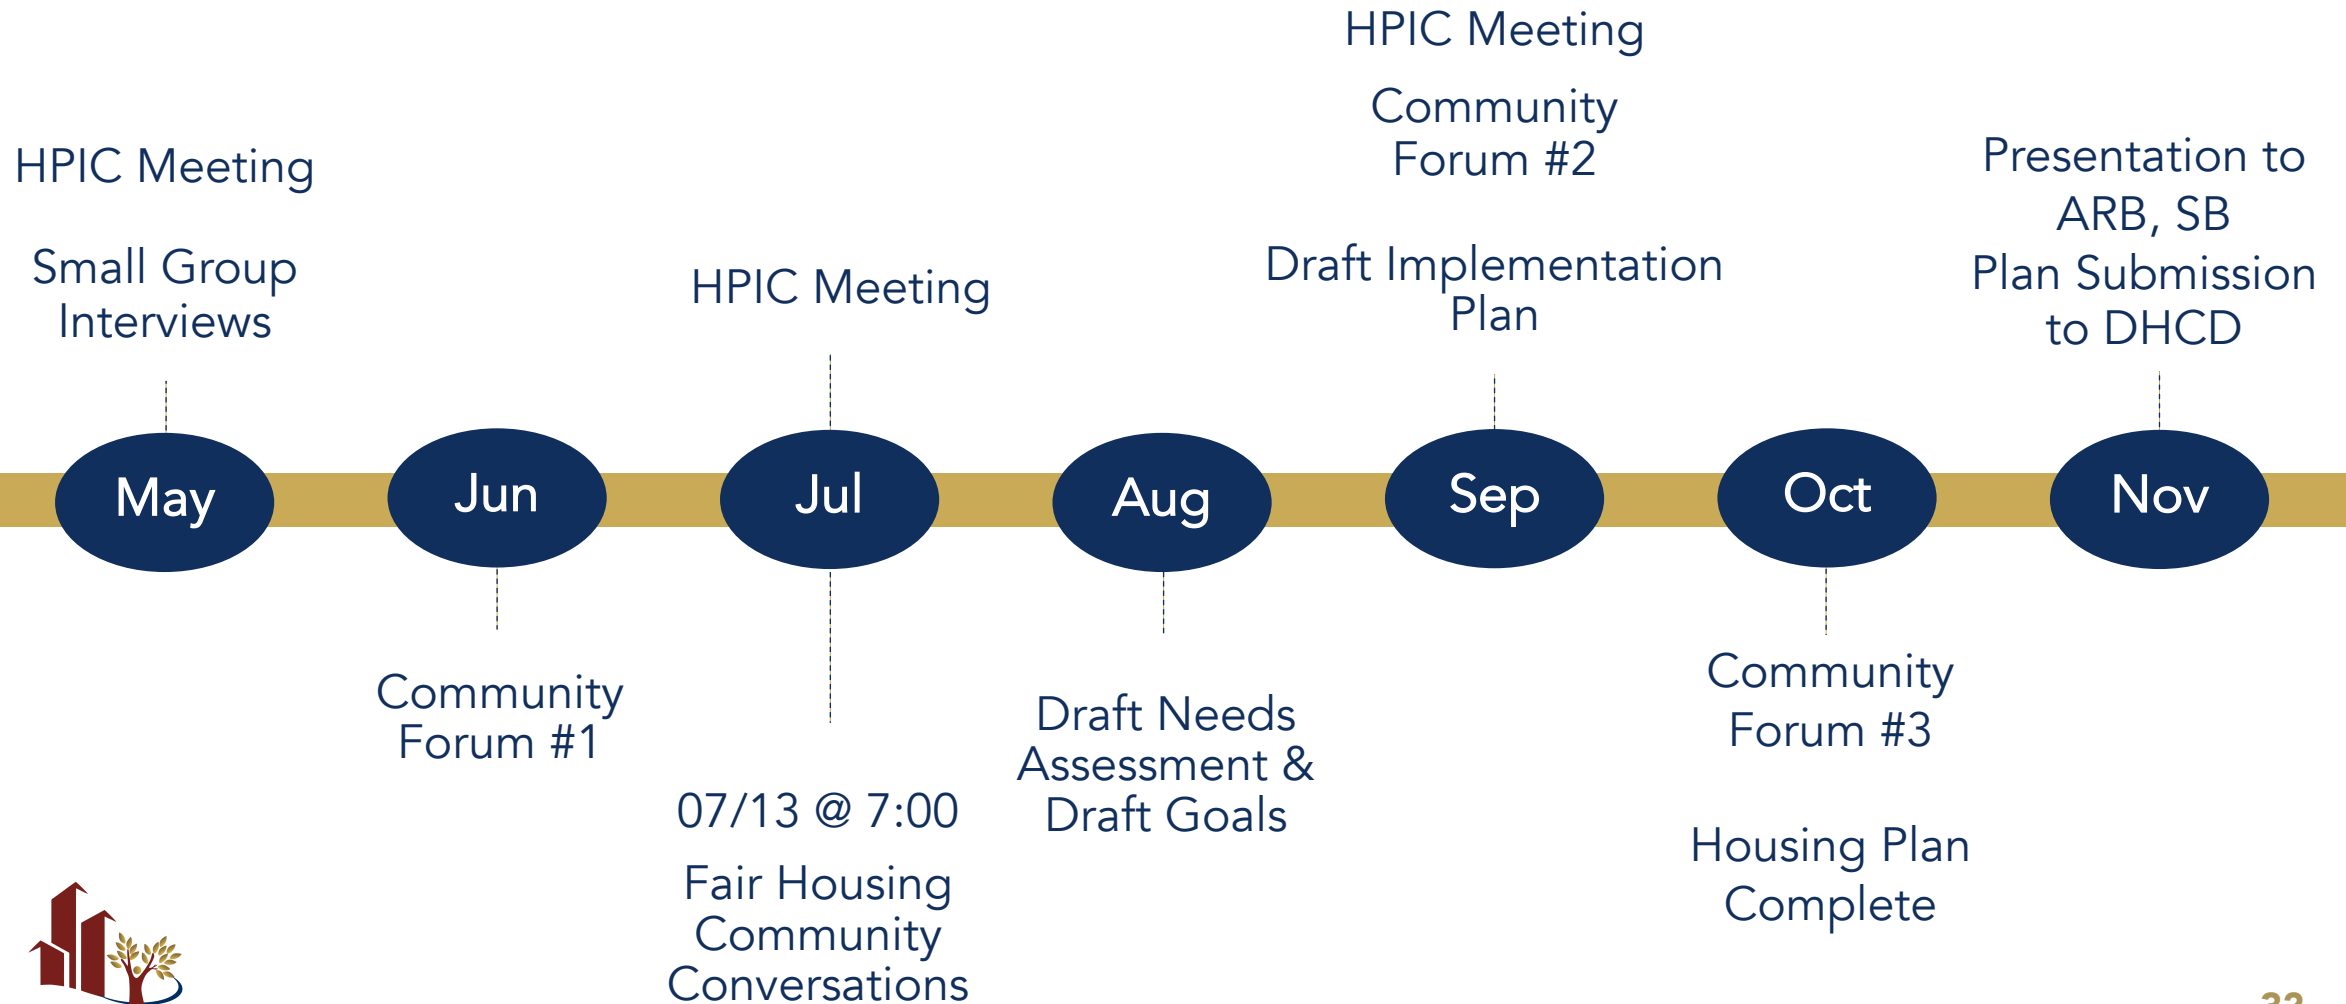 HPIC Meeting
Small Group
Interviews
HPIC Meeting
HPIC Meeting
Community
Forum #2
Draft Implementation
Plan
Presentation to
ARB, SB
Plan Submission
to DHCD
May
Jun
Jul
Aug
Sep
Oct
Nov
Community
Forum #1
07/13 @ 7:00
Fair Housing
Community
Conversations
Draft Needs
Assessment &
Draft Goals
Community
Forum #3
Housing Plan
Complete
32